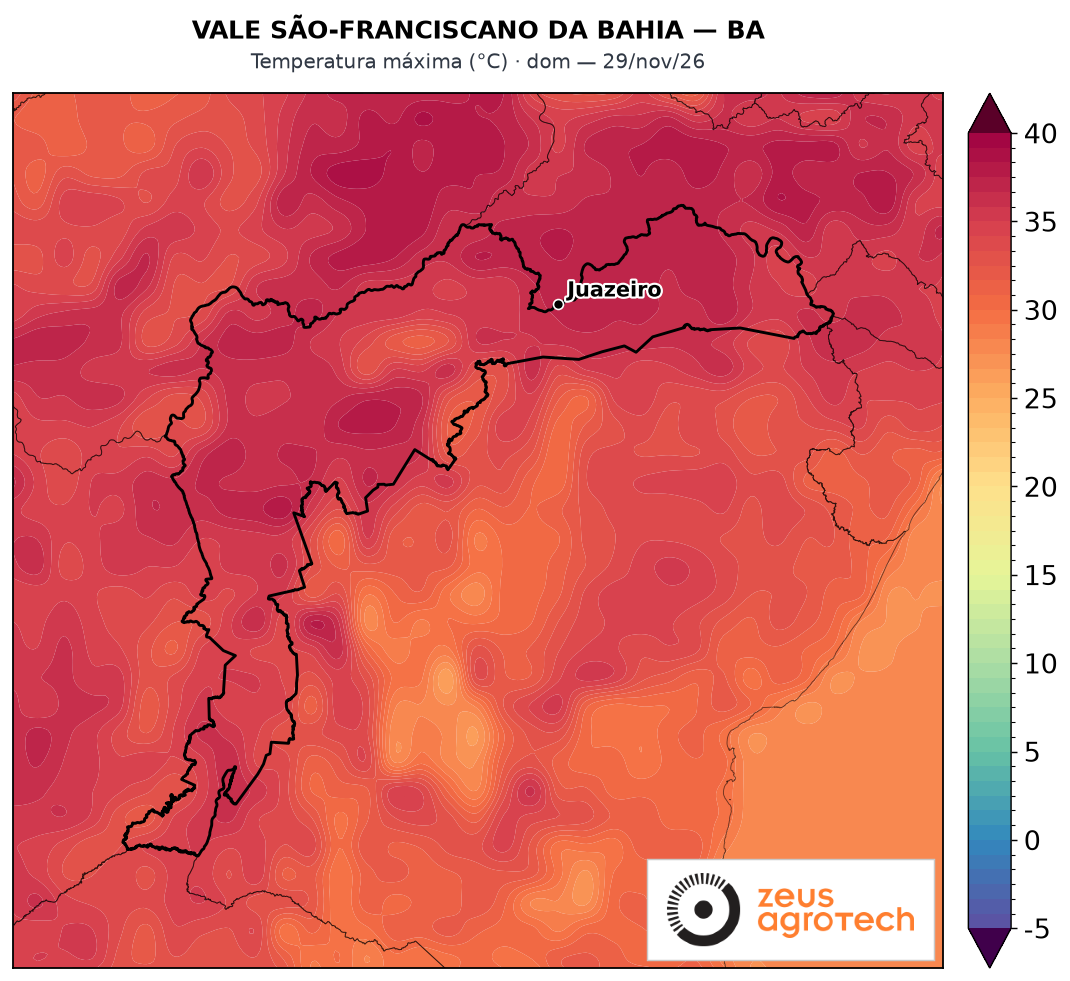 VALE SÃO-FRANCISCANO DA BAHIA — BA
Temperatura máxima (°C) · dom — 29/nov/26
Juazeiro
40
35
30
25
20
15
10
5
0
-5
zeus
agrotech